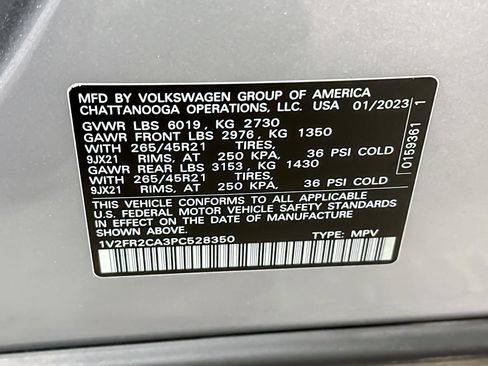 MFD BY VOLKSWAGEN GROUP OF AMERICA
CHATTANOOGA OPERATIONS, LLC. USA 01/2023
GVWR LBS 6019, KG 2730
GAWR FRONT LBS 2976, KG 1350
WITH 265/45R21 TIRES,
9JX21 RIMS, AT 250 KPA, 36 PSI COLD
GAWR REAR LBS 3153, KG 1430
WITH 265/45R21 TIRES,
9JX21 RIMS, AT 250 KPA, 36 PSI COLD
THIS VEHICLE CONFORMS TO ALL APPLICABLE
U.S. FEDERAL MOTOR VEHICLE SAFETY STANDARDS
IN EFFECT ON THE DATE OF MANUFACTURE
SHOWN ABOVE.
1V2FR2CA3PC528350 TYPE: MPV
0159361 1